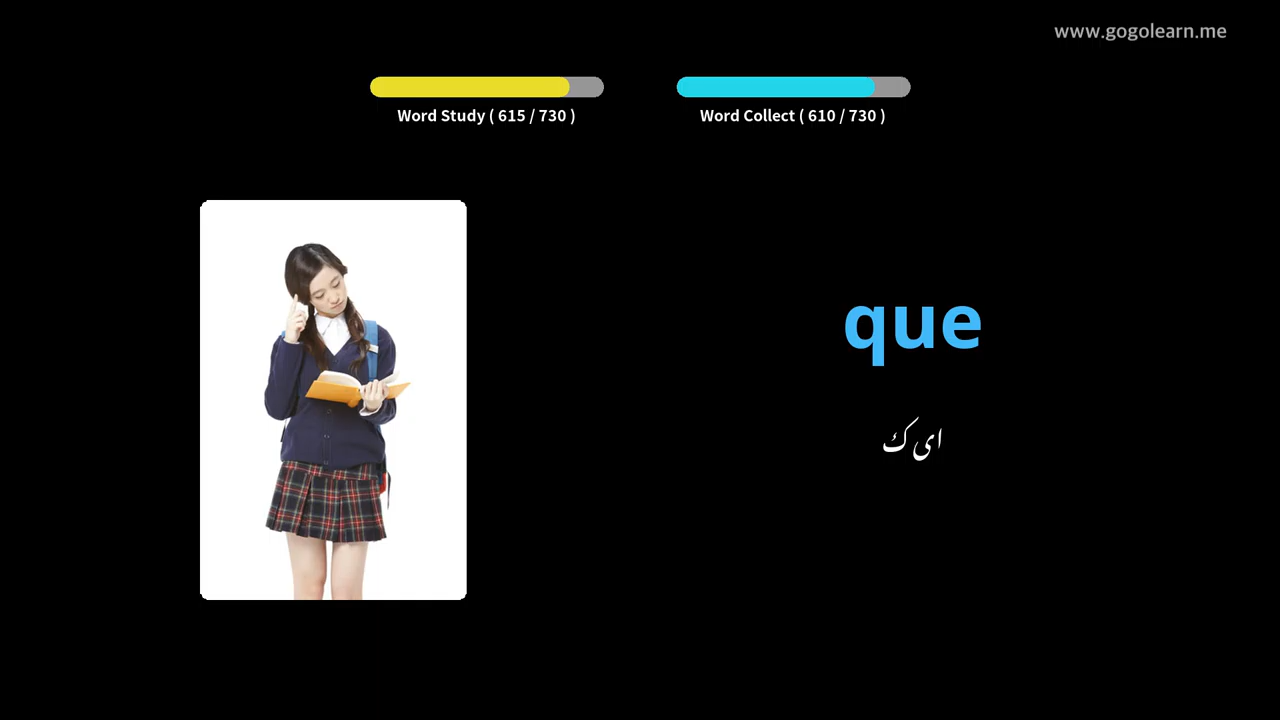 www.gogolearn.me
Word Study ( 615 / 730 )
Word Collect ( 610 / 730 )
que
ای ک